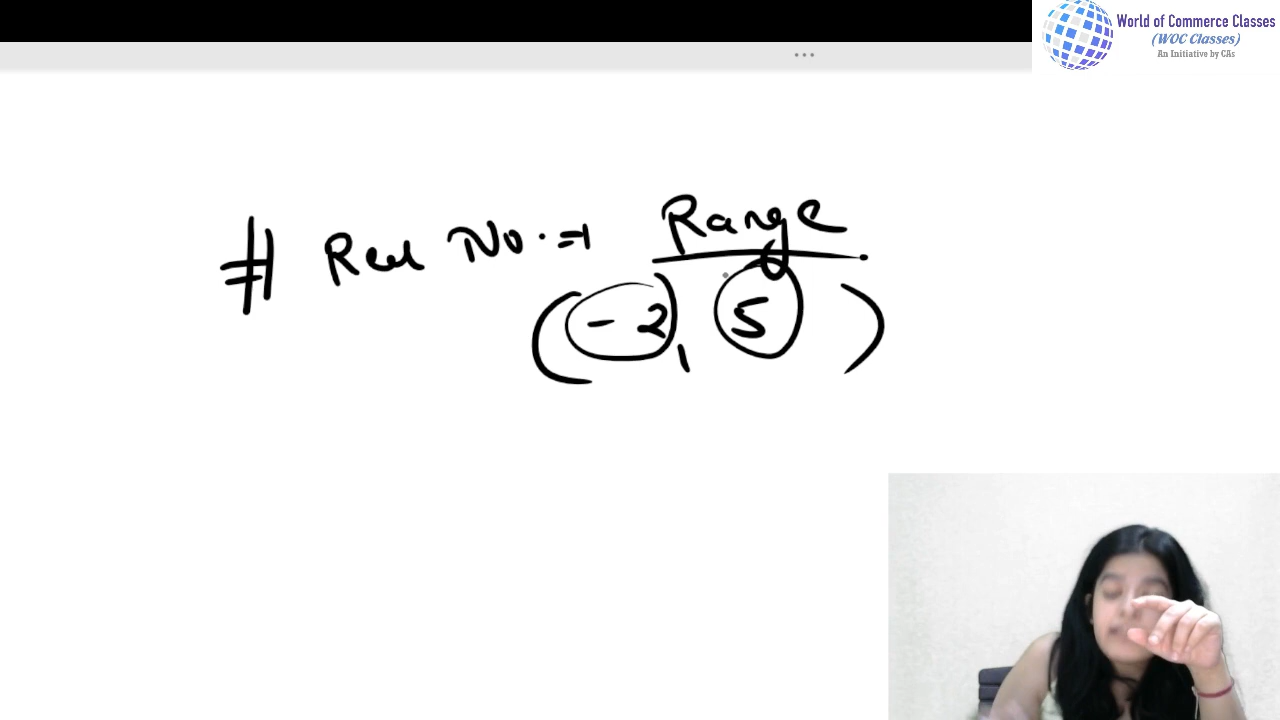 World of Commerce Classes
(WOC Classes)
An Initiative by CAs
# Real No. ⇒ Range
(-2, 5 )